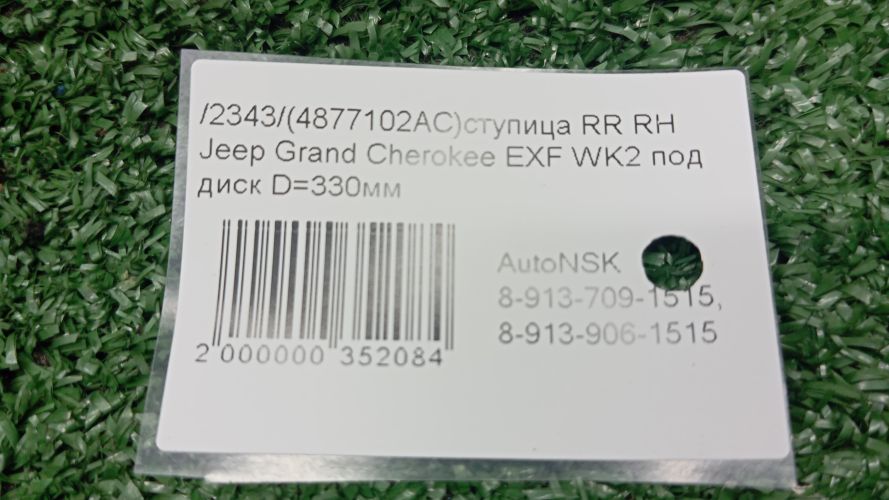 /2343/(4877102AC)ступица RR RH
Jeep Grand Cherokee EXF WK2 под
диск D=330мм
AutoNSK
8-913-709-1515,
8-913-906-1515
2 000000 352084